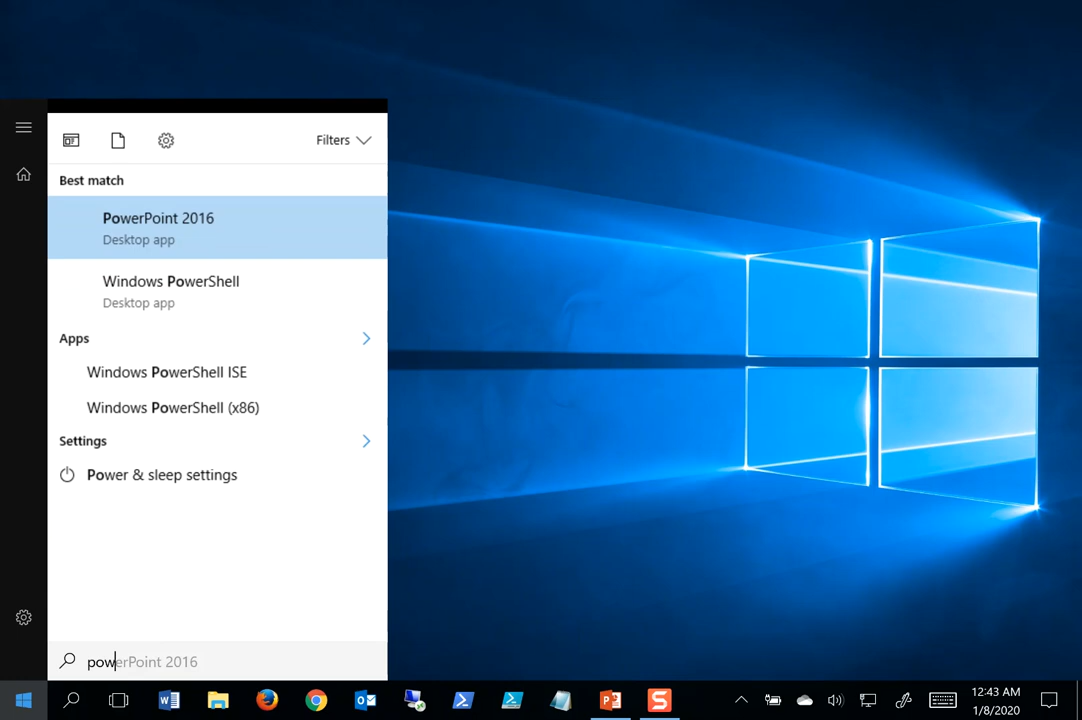 Filters
Best match
PowerPoint 2016
Desktop app
Windows PowerShell
Desktop app
Apps
Windows PowerShell ISE
Windows PowerShell (x86)
Settings
Power & sleep settings
powerPoint 2016
12:43 AM
1/8/2020